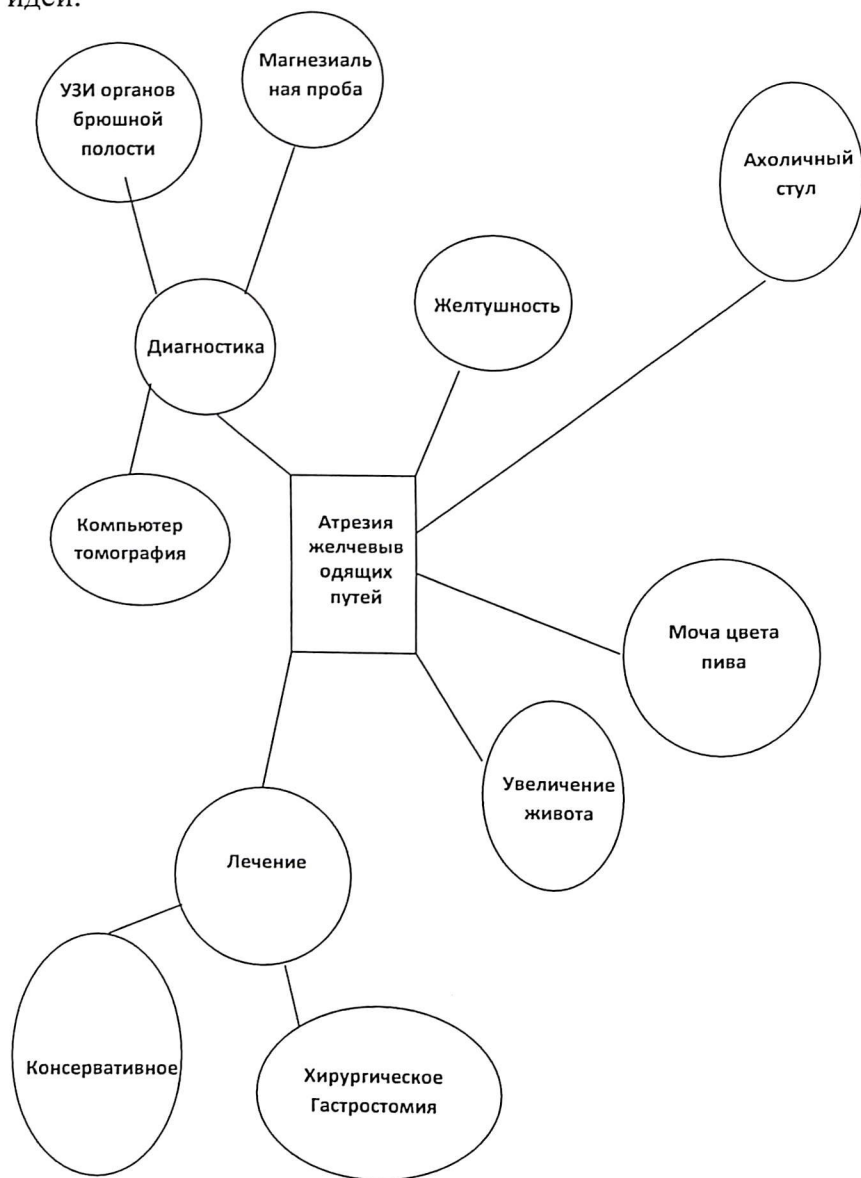 идей.
Магнезиаль
ная проба
УЗИ органов
брюшной
полости
Ахоличный
стул
Желтушность
Диагностика
Компьютер
томография
Атрезия
желчевыв
одящих
путей
Моча цвета
пива
Увеличение
живота
Лечение
Консервативное
Хирургическое
Гастростомия